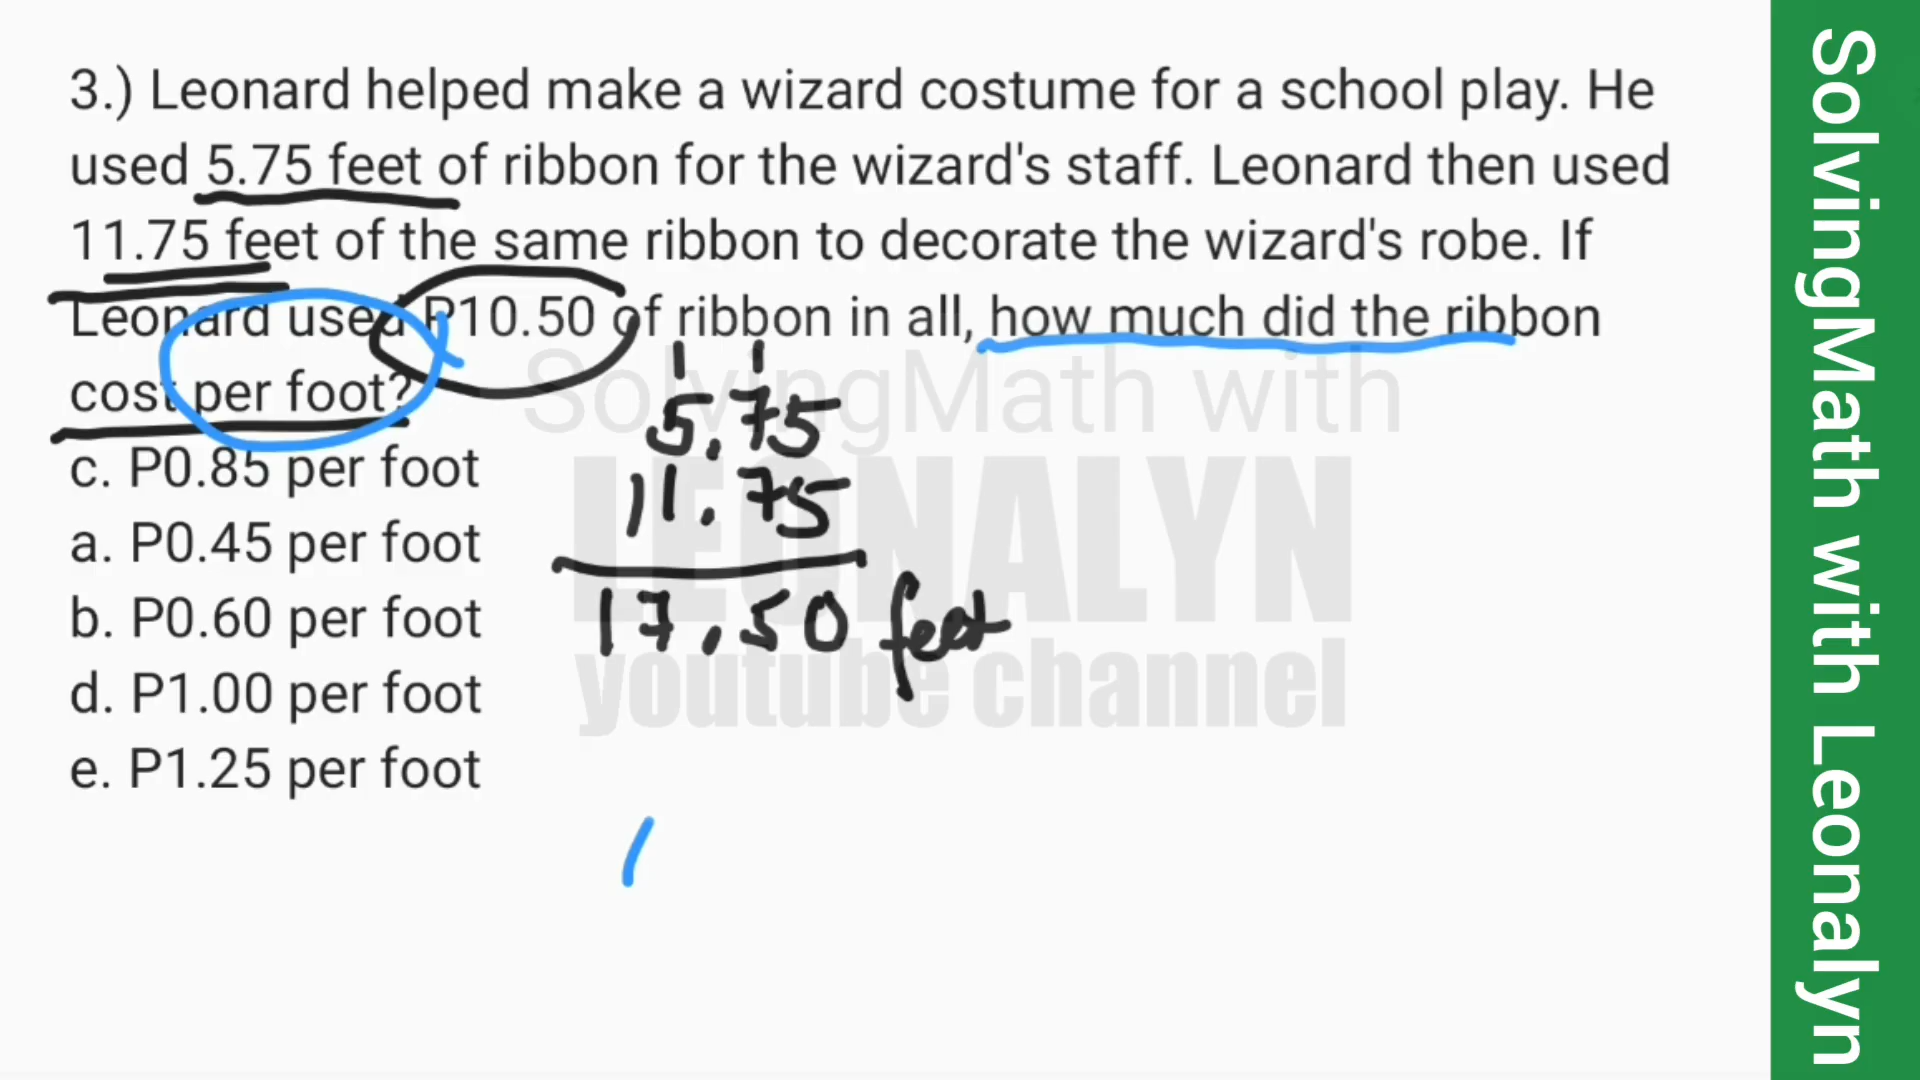 3.) Leonard helped make a wizard costume for a school play. He
used 5.75 feet of ribbon for the wizard's staff. Leonard then used
11.75 feet of the same ribbon to decorate the wizard's robe. If
Leonard used P10.50 of ribbon in all, how much did the ribbon
cost per foot?
c. P0.85 per foot
a. P0.45 per foot
b. P0.60 per foot
d. P1.00 per foot
e. P1.25 per foot
1 1
5.75
11.75
17.50 feet
SolvingMath with
LEONALYN
youtube channel
SolvingMath with Leonalyn